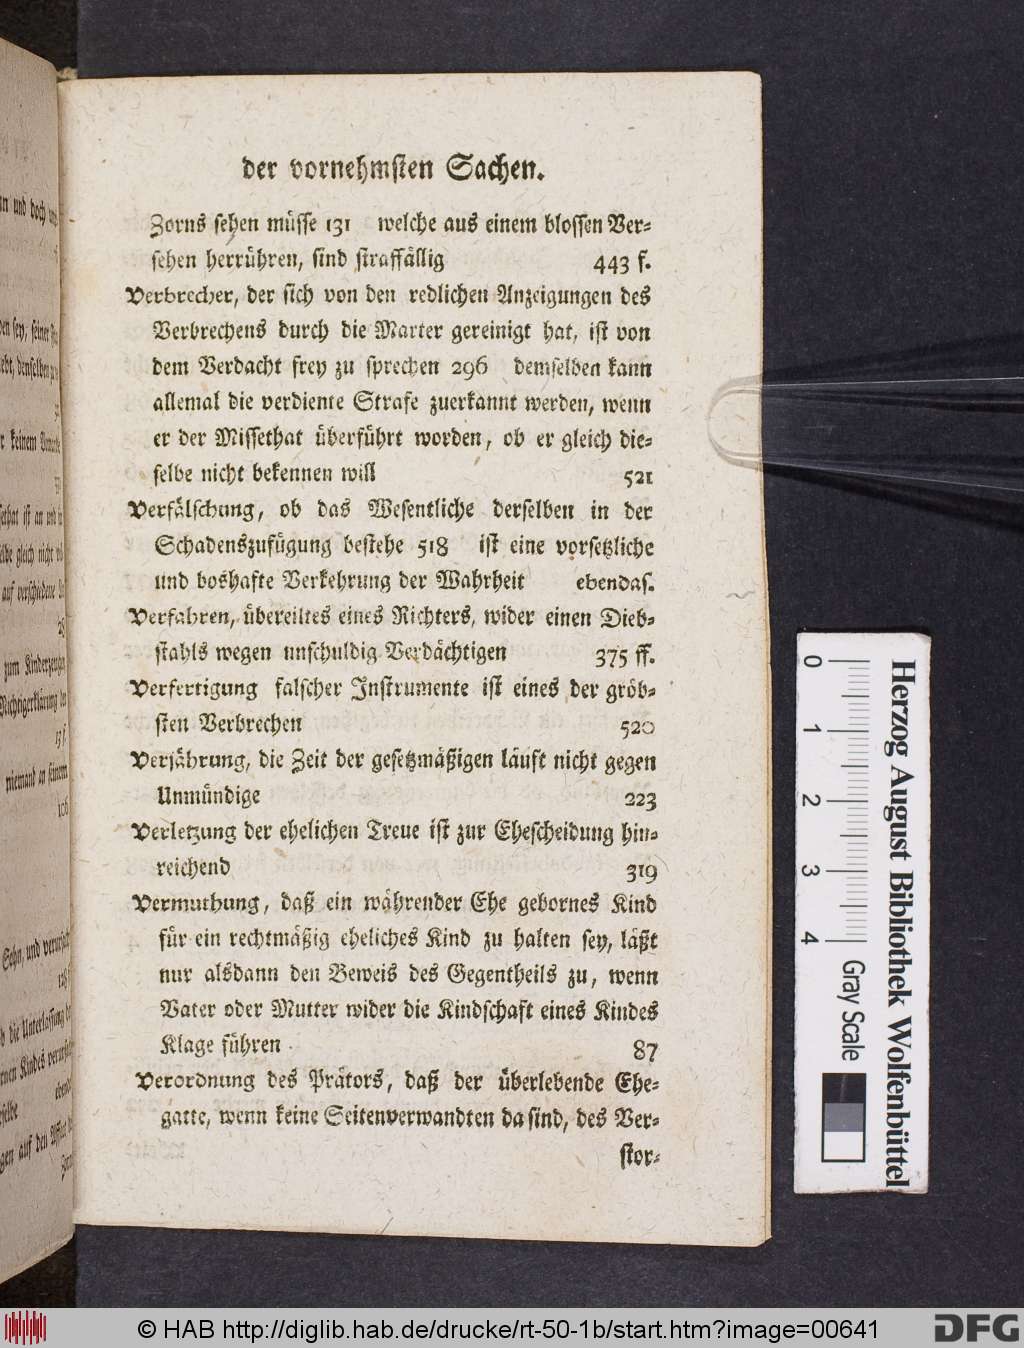 der vornehmsten Sachen.
Zorns sehen müsse 131 welche aus einem blossen Ver-
sehen herrühren, sind straffällig 443 f.
Verbrecher, der sich von den redlichen Anzeigungen des
Verbrechens durch die Marter gereinigt hat, ist von
dem Verdacht frey zu sprechen 296 demselben kann
allemal die verdiente Strafe zuerkannt werden, wenn
er der Missethat überführt worden, ob er gleich die-
selbe nicht bekennen will 521
Verfälschung, ob das Wesentliche derselben in der
Schadenszufügung bestehe 518 ist eine vorsetzliche
und boshafte Verkehrung der Wahrheit ebendas.
Verfahren, übereiltes eines Richters, wider einen Dieb-
stahls wegen unschuldig Verdächtigen 375 ff.
Verfertigung falscher Instrumente ist eines der gröb-
sten Verbrechen 520
Verjährung, die Zeit der gesetzmäßigen läuft nicht gegen
Unmündige 223
Verletzung der ehelichen Treue ist zur Ehescheidung hin-
reichend 319
Vermuthung, daß ein währender Ehe gebornes Kind
für ein rechtmäßig eheliches Kind zu halten sey, läßt
nur alsdann den Beweis des Gegentheils zu, wenn
Vater oder Mutter wider die Kindschaft eines Kindes
Klage führen 87
Verordnung des Prätors, daß der überlebende Ehe-
gatte, wenn keine Seitenverwandten da sind, des Ver-
stor-
0 1 2 3 4
Gray Scale
Herzog August Bibliothek Wolfenbüttel
© HAB http://diglib.hab.de/drucke/rt-50-1b/start.htm?image=00641
DFG